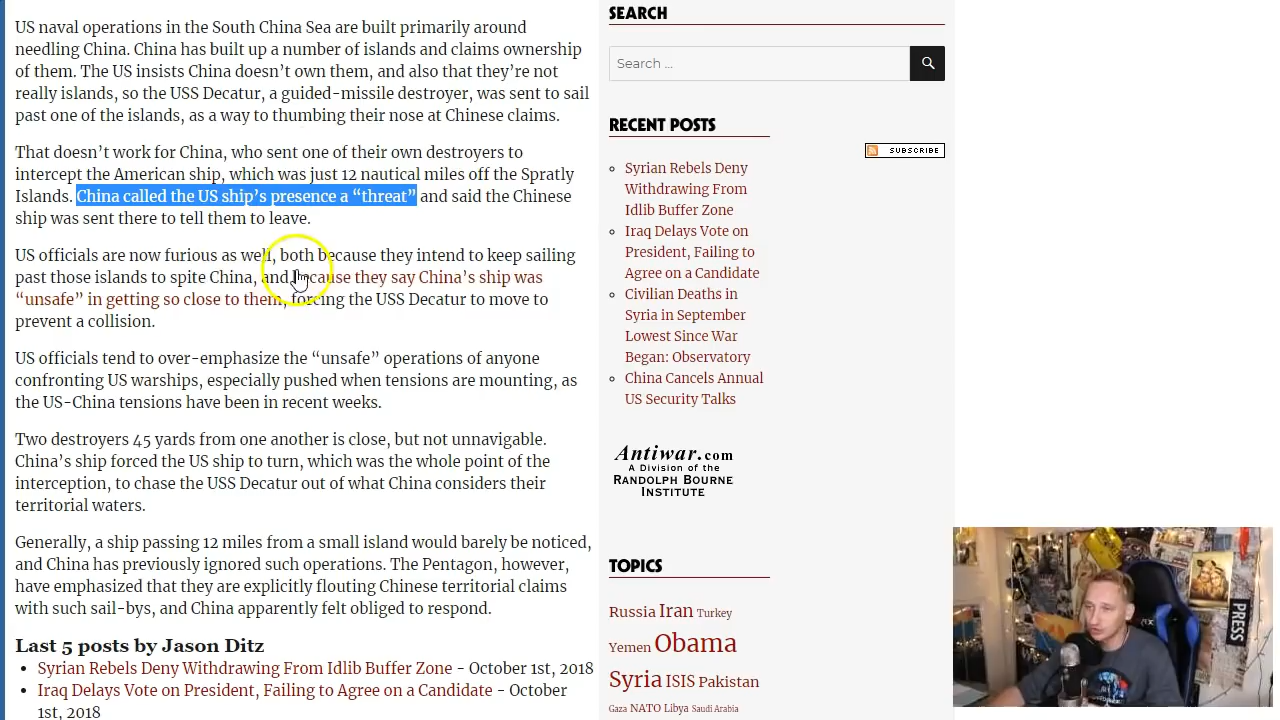 US naval operations in the South China Sea are built primarily around
needling China. China has built up a number of islands and claims ownership
of them. The US insists China doesn’t own them, and also that they’re not
really islands, so the USS Decatur, a guided-missile destroyer, was sent to sail
past one of the islands, as a way to thumbing their nose at Chinese claims.
That doesn’t work for China, who sent one of their own destroyers to
intercept the American ship, which was just 12 nautical miles off the Spratly
Islands. China called the US ship’s presence a “threat” and said the Chinese
ship was sent there to tell them to leave.
US officials are now furious as well, both because they intend to keep sailing
past those islands to spite China, and because they say China’s ship was
“unsafe” in getting so close to them, forcing the USS Decatur to move to
prevent a collision.
US officials tend to over-emphasize the “unsafe” operations of anyone
confronting US warships, especially pushed when tensions are mounting, as
the US-China tensions have been in recent weeks.
Two destroyers 45 yards from one another is close, but not unnavigable.
China’s ship forced the US ship to turn, which was the whole point of the
interception, to chase the USS Decatur out of what China considers their
territorial waters.
Generally, a ship passing 12 miles from a small island would barely be noticed,
and China has previously ignored such operations. The Pentagon, however,
have emphasized that they are explicitly flouting Chinese territorial claims
with such sail-bys, and China apparently felt obliged to respond.
Last 5 posts by Jason Ditz
Syrian Rebels Deny Withdrawing From Idlib Buffer Zone - October 1st, 2018
Iraq Delays Vote on President, Failing to Agree on a Candidate - October
1st, 2018
SEARCH
Search ...
RECENT POSTS
SUBSCRIBE
Syrian Rebels Deny
Withdrawing From
Idlib Buffer Zone
Iraq Delays Vote on
President, Failing to
Agree on a Candidate
Civilian Deaths in
Syria in September
Lowest Since War
Began: Observatory
China Cancels Annual
US Security Talks
Antiwar.com
A Division of the
RANDOLPH BOURNE
INSTITUTE
TOPICS
Russia Iran Turkey
Yemen Obama
Syria ISIS Pakistan
Gaza NATO Libya Saudi Arabia
PRESS